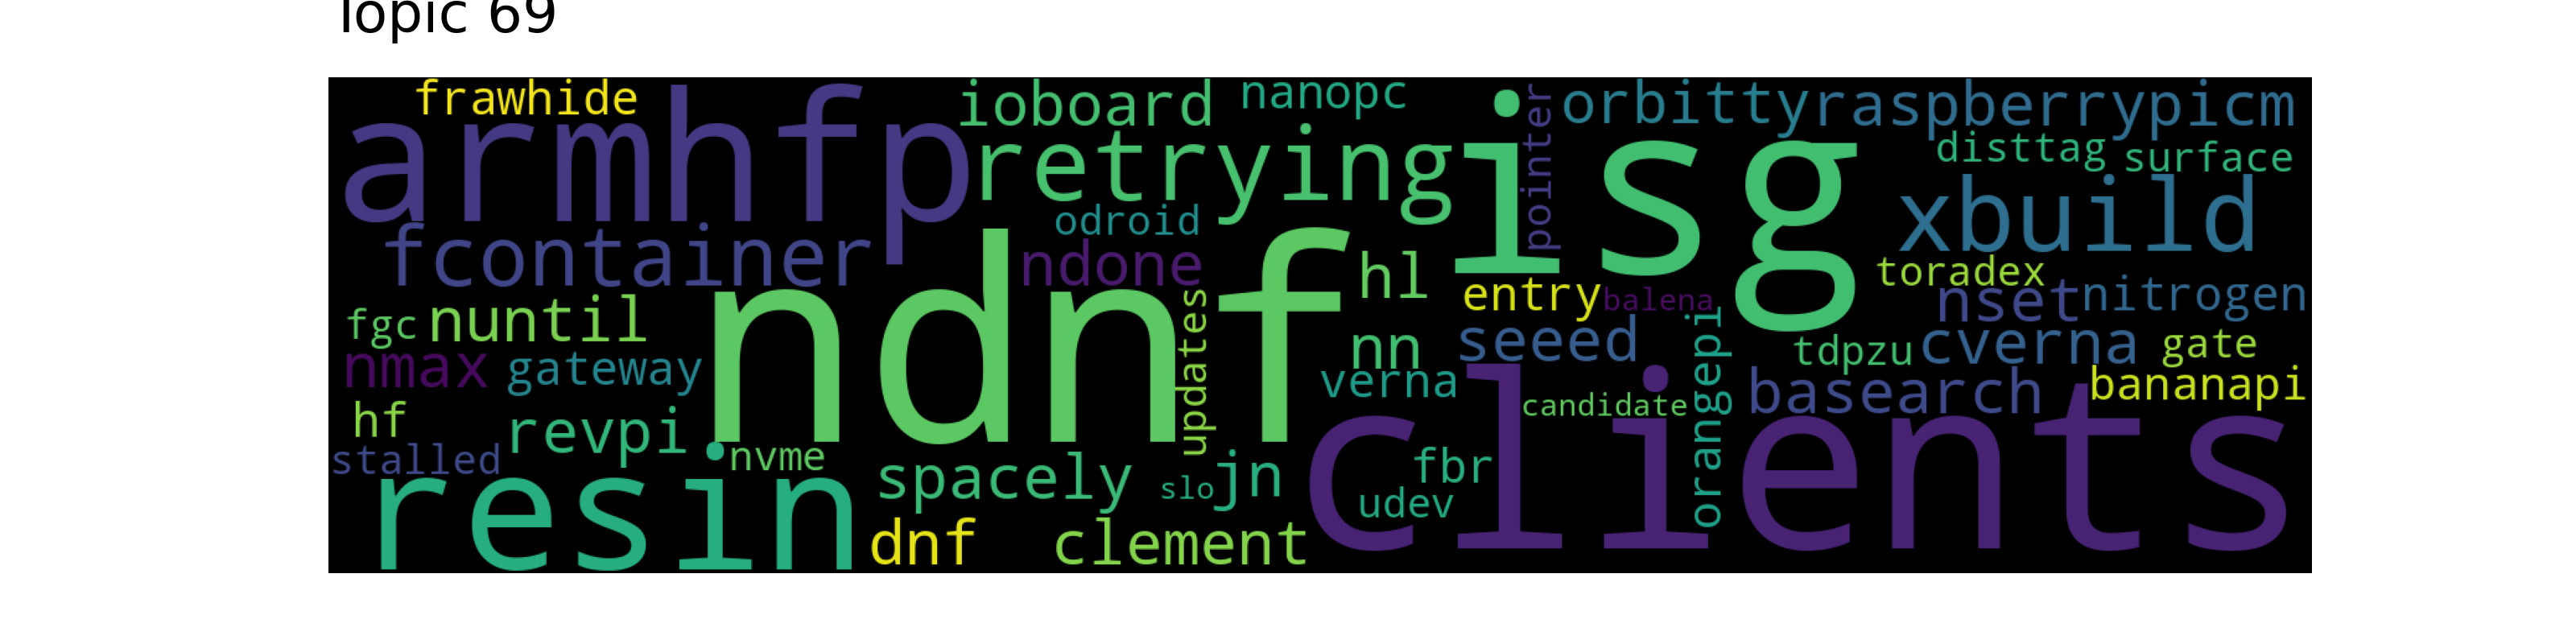 Topic 69
frawhide
armhfp
ioboard
nanopc
retrying
isg
pointer
orbitty
raspberrypicm
disttag
surface
xbuild
odroid
fcontainer
ndone
hl
toradex
entry
balena
nset
nitrogen
fgc
nuntil
ndnf
updates
nn
seeed
orangepi
tdpzu
cverna
gate
nmax
gateway
verna
candidate
basearch
bananapi
hf
revpi
clients
stalled
nvme
spacely
slo
jn
fbr
udev
resin
dnf
clement